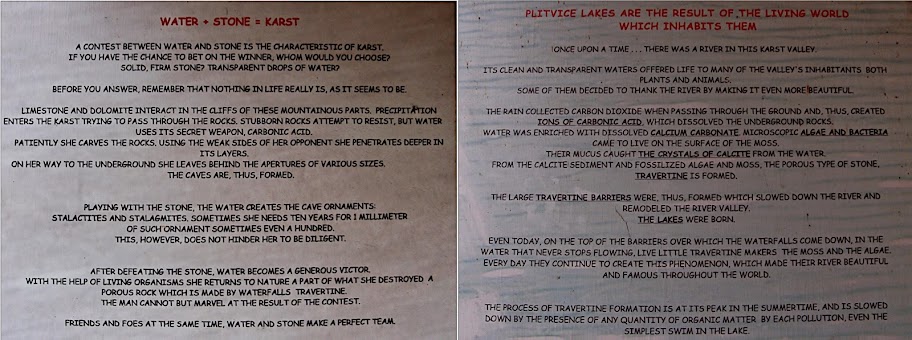 WATER + STONE = KARST
A CONTEST BETWEEN WATER AND STONE IS THE CHARACTERISTIC OF KARST.
IF YOU HAVE THE CHANCE TO BET ON THE WINNER, WHOM WOULD YOU CHOOSE?
SOLID, FIRM STONE? TRANSPARENT DROPS OF WATER?
BEFORE YOU ANSWER, REMEMBER THAT NOTHING IN LIFE REALLY IS, AS IT SEEMS TO BE.
LIMESTONE AND DOLOMITE INTERACT IN THE CLIFFS OF THESE MOUNTAINOUS PARTS. PRECIPITATION
ENTERS THE KARST TRYING TO PASS THROUGH THE ROCKS. STUBBORN ROCKS ATTEMPT TO RESIST, BUT WATER
USES ITS SECRET WEAPON, CARBONIC ACID.
PATIENTLY SHE CARVES THE ROCKS. USING THE WEAK SIDES OF HER OPPONENT SHE PENETRATES DEEPER IN
ITS LAYERS.
ON HER WAY TO THE UNDERGROUND SHE LEAVES BEHIND THE APERTURES OF VARIOUS SIZES.
THE CAVES ARE, THUS, FORMED.
PLAYING WITH THE STONE, THE WATER CREATES THE CAVE ORNAMENTS:
STALACTITES AND STALAGMITES. SOMETIMES SHE NEEDS TEN YEARS FOR 1 MILLIMETER
OF SUCH ORNAMENT SOMETIMES EVEN A HUNDRED.
THIS, HOWEVER, DOES NOT HINDER HER TO BE DILIGENT.
AFTER DEFEATING THE STONE, WATER BECOMES A GENEROUS VICTOR.
WITH THE HELP OF LIVING ORGANISMS SHE RETURNS TO NATURE A PART OF WHAT SHE DESTROYED A
POROUS ROCK WHICH IS MADE BY WATERFALLS TRAVERTINE.
THE MAN CANNOT BUT MARVEL AT THE RESULT OF THE CONTEST.
FRIENDS AND FOES AT THE SAME TIME, WATER AND STONE MAKE A PERFECT TEAM.
PLITVICE LAKES ARE THE RESULT OF THE LIVING WORLD
WHICH INHABITS THEM
ONCE UPON A TIME . . . THERE WAS A RIVER IN THIS KARST VALLEY.
ITS CLEAN AND TRANSPARENT WATERS OFFERED LIFE TO MANY OF THE VALLEY'S INHABITANTS BOTH
PLANTS AND ANIMALS.
SOME OF THEM DECIDED TO THANK THE RIVER BY MAKING IT EVEN MORE BEAUTIFUL.
THE RAIN COLLECTED CARBON DIOXIDE WHEN PASSING THROUGH THE GROUND AND, THUS, CREATED
IONS OF CARBONIC ACID, WHICH DISSOLVED THE UNDERGROUND ROCKS.
WATER WAS ENRICHED WITH DISSOLVED CALCIUM CARBONATE. MICROSCOPIC ALGAE AND BACTERIA
CAME TO LIVE ON THE SURFACE OF THE MOSS.
THEIR MUCUS CAUGHT THE CRYSTALS OF CALCITE FROM THE WATER.
FROM THE CALCITE SEDIMENT AND FOSSILIZED ALGAE AND MOSS, THE POROUS TYPE OF STONE,
TRAVERTINE IS FORMED.
THE LARGE TRAVERTINE BARRIERS WERE, THUS, FORMED WHICH SLOWED DOWN THE RIVER AND
REMODELED THE RIVER VALLEY.
THE LAKES WERE BORN.
EVEN TODAY, ON THE TOP OF THE BARRIERS OVER WHICH THE WATERFALLS COME DOWN, IN THE
WATER THAT NEVER STOPS FLOWING, LIVE LITTLE TRAVERTINE MAKERS THE MOSS AND THE ALGAE.
EVERY DAY THEY CONTINUE TO CREATE THIS PHENOMENON, WHICH MADE THEIR RIVER BEAUTIFUL
AND FAMOUS THROUGHOUT THE WORLD.
THE PROCESS OF TRAVERTINE FORMATION IS AT ITS PEAK IN THE SUMMERTIME, AND IS SLOWED
DOWN BY THE PRESENCE OF ANY QUANTITY OF ORGANIC MATTER BY EACH POLLUTION, EVEN THE
SIMPLEST SWIM IN THE LAKE.